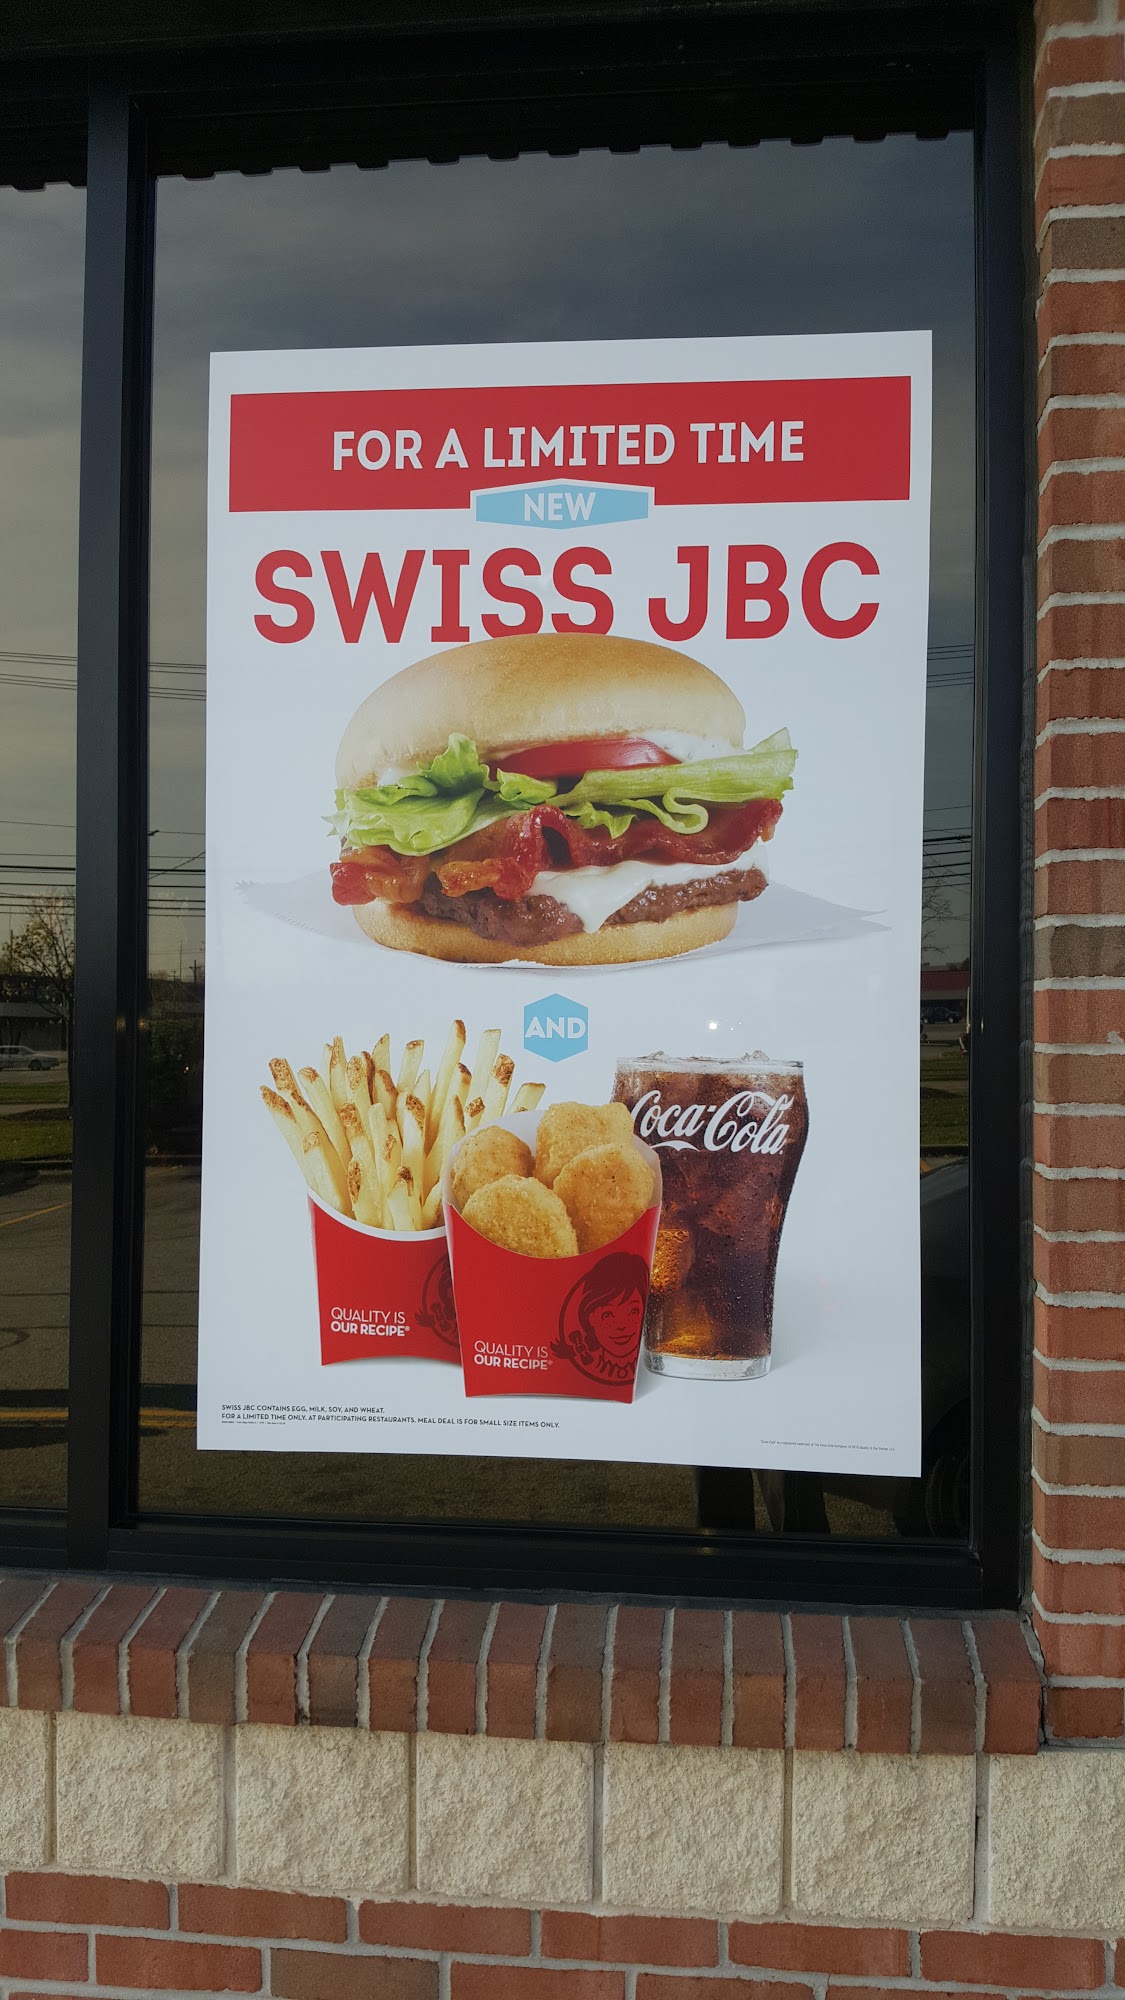 FOR A LIMITED TIME
NEW
SWISS JBC
AND
Coca-Cola
QUALITY IS
OUR RECIPE®
QUALITY IS
OUR RECIPE®
SWISS JBC CONTAINS EGG, MILK, SOY, AND WHEAT.
FOR A LIMITED TIME ONLY. AT PARTICIPATING RESTAURANTS. MEAL DEAL IS FOR SMALL SIZE ITEMS ONLY.